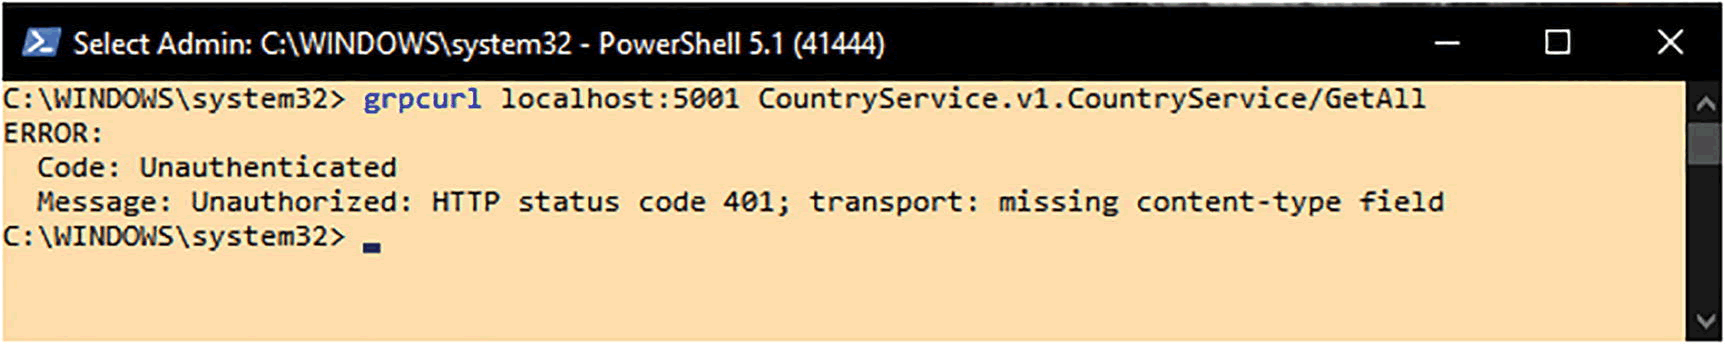 Select Admin: C:\WINDOWS\system32 - PowerShell 5.1 (41444)
C:\WINDOWS\system32> grpcurl localhost:5001 CountryService.v1.CountryService/GetAll
ERROR:
  Code: Unauthenticated
  Message: Unauthorized: HTTP status code 401; transport: missing content-type field
C:\WINDOWS\system32>